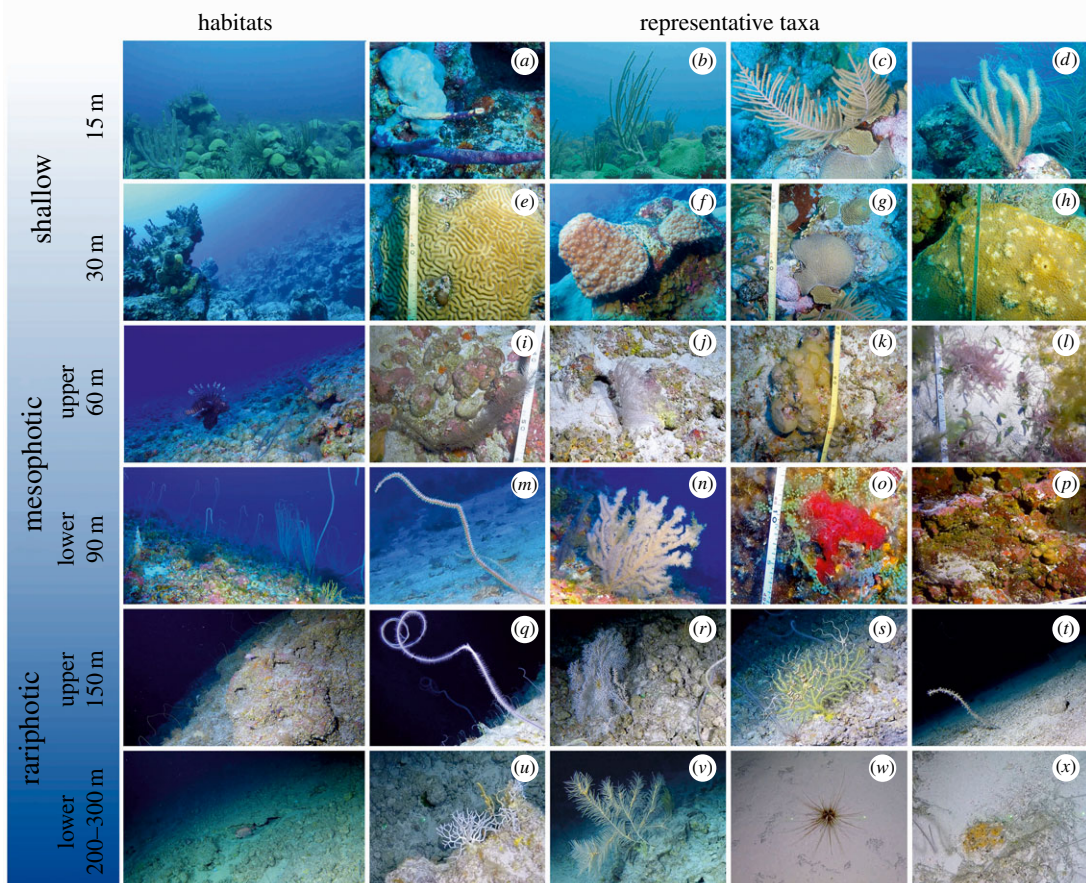 habitats
representative taxa
shallow
15 m
(a)
(b)
(c)
(d)
30 m
(e)
(f)
(g)
(h)
mesophotic
upper
60 m
(i)
(j)
(k)
(l)
lower
90 m
(m)
(n)
(o)
(p)
rariphotic
upper
150 m
(q)
(r)
(s)
(t)
lower
200–300 m
(u)
(v)
(w)
(x)